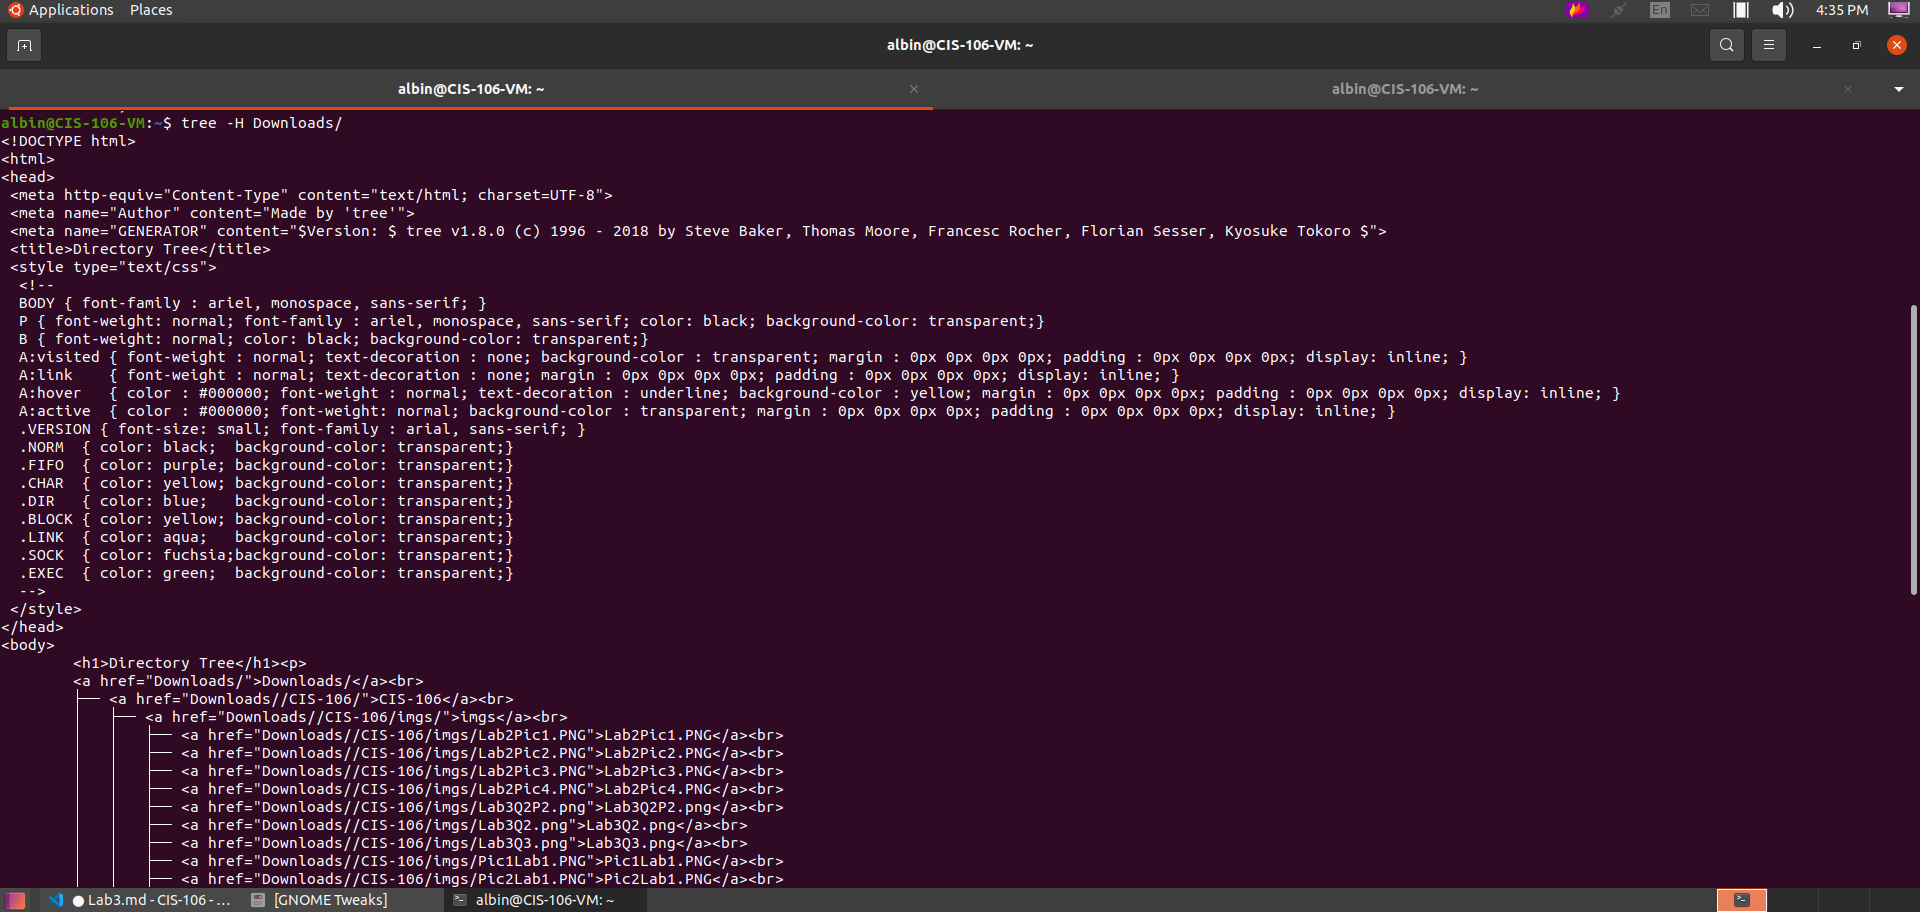 Applications Places En 4:35 PM
albin@CIS-106-VM: ~
albin@CIS-106-VM: ~ albin@CIS-106-VM: ~
albin@CIS-106-VM:~$ tree -H Downloads/
<!DOCTYPE html>
<html>
<head>
 <meta http-equiv="Content-Type" content="text/html; charset=UTF-8">
 <meta name="Author" content="Made by 'tree'">
 <meta name="GENERATOR" content="$Version: $ tree v1.8.0 (c) 1996 - 2018 by Steve Baker, Thomas Moore, Francesc Rocher, Florian Sesser, Kyosuke Tokoro $">
 <title>Directory Tree</title>
 <style type="text/css">
  <!--
  BODY { font-family : ariel, monospace, sans-serif; }
  P { font-weight: normal; font-family : ariel, monospace, sans-serif; color: black; background-color: transparent;}
  B { font-weight: normal; color: black; background-color: transparent;}
  A:visited { font-weight : normal; text-decoration : none; background-color : transparent; margin : 0px 0px 0px 0px; padding : 0px 0px 0px 0px; display: inline; }
  A:link    { font-weight : normal; text-decoration : none; margin : 0px 0px 0px 0px; padding : 0px 0px 0px 0px; display: inline; }
  A:hover   { color : #000000; font-weight : normal; text-decoration : underline; background-color : yellow; margin : 0px 0px 0px 0px; padding : 0px 0px 0px 0px; display: inline; }
  A:active  { color : #000000; font-weight: normal; background-color : transparent; margin : 0px 0px 0px 0px; padding : 0px 0px 0px 0px; display: inline; }
  .VERSION { font-size: small; font-family : arial, sans-serif; }
  .NORM  { color: black;  background-color: transparent;}
  .FIFO  { color: purple; background-color: transparent;}
  .CHAR  { color: yellow; background-color: transparent;}
  .DIR   { color: blue;   background-color: transparent;}
  .BLOCK { color: yellow; background-color: transparent;}
  .LINK  { color: aqua;   background-color: transparent;}
  .SOCK  { color: fuchsia;background-color: transparent;}
  .EXEC  { color: green;  background-color: transparent;}
  -->
 </style>
</head>
<body>
        <h1>Directory Tree</h1><p>
        <a href="Downloads/">Downloads/</a><br>
        ├── <a href="Downloads//CIS-106/">CIS-106</a><br>
        │   ├── <a href="Downloads//CIS-106/imgs/">imgs</a><br>
        │   │   ├── <a href="Downloads//CIS-106/imgs/Lab2Pic1.PNG">Lab2Pic1.PNG</a><br>
        │   │   ├── <a href="Downloads//CIS-106/imgs/Lab2Pic2.PNG">Lab2Pic2.PNG</a><br>
        │   │   ├── <a href="Downloads//CIS-106/imgs/Lab2Pic3.PNG">Lab2Pic3.PNG</a><br>
        │   │   ├── <a href="Downloads//CIS-106/imgs/Lab2Pic4.PNG">Lab2Pic4.PNG</a><br>
        │   │   ├── <a href="Downloads//CIS-106/imgs/Lab3Q2P2.png">Lab3Q2P2.png</a><br>
        │   │   ├── <a href="Downloads//CIS-106/imgs/Lab3Q2.png">Lab3Q2.png</a><br>
        │   │   ├── <a href="Downloads//CIS-106/imgs/Lab3Q3.png">Lab3Q3.png</a><br>
        │   │   ├── <a href="Downloads//CIS-106/imgs/Pic1Lab1.PNG">Pic1Lab1.PNG</a><br>
        │   │   ├── <a href="Downloads//CIS-106/imgs/Pic2Lab1.PNG">Pic2Lab1.PNG</a><br>
● Lab3.md - CIS-106 - ... [GNOME Tweaks] albin@CIS-106-VM: ~